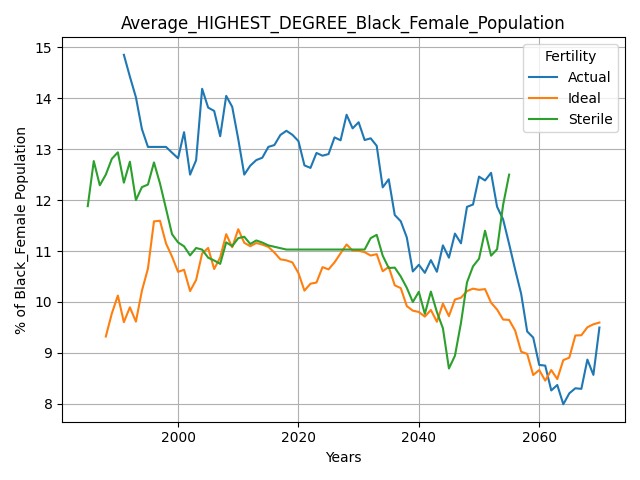 Average_HIGHEST_DEGREE_Black_Female_Population
Fertility
Actual
Ideal
Sterile
% of Black_Female Population
15
14
13
12
11
10
9
8
2000 2020 2040 2060
Years